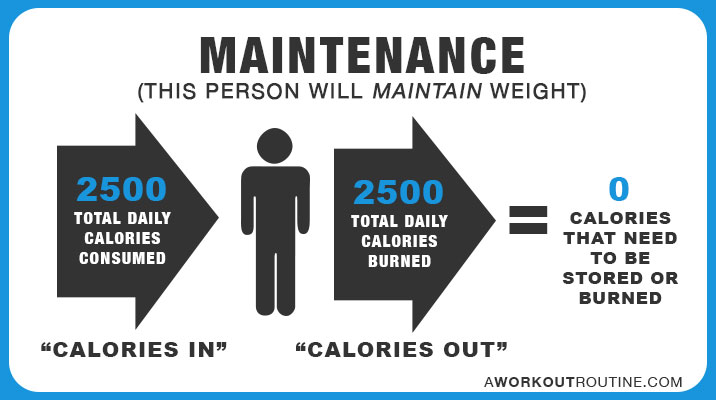 MAINTENANCE
(THIS PERSON WILL MAINTAIN WEIGHT)
2500
TOTAL DAILY
CALORIES
CONSUMED
"CALORIES IN"
2500
TOTAL DAILY
CALORIES
BURNED
"CALORIES OUT"
=
0
CALORIES
THAT NEED
TO BE
STORED OR
BURNED
AWORKOUTROUTINE.COM